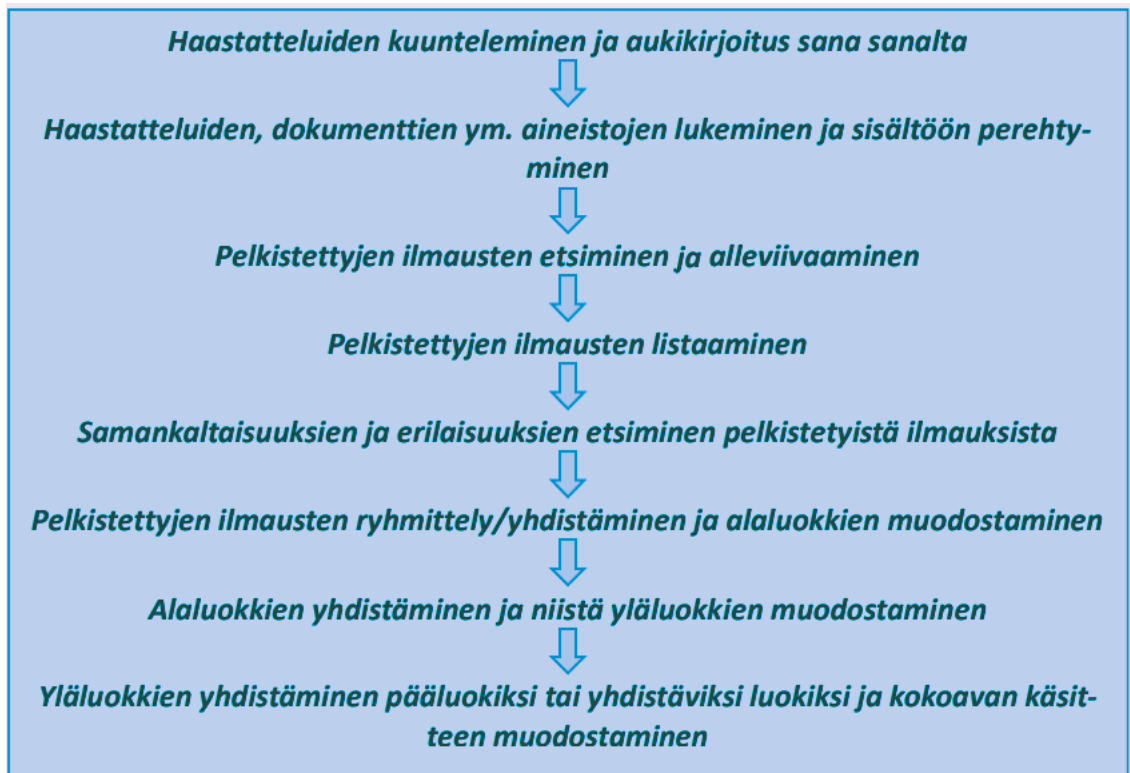 Haastatteluiden kuunteleminen ja aukikirjoitus sana sanalta
Haastatteluiden, dokumenttien ym. aineistojen lukeminen ja sisältöön perehty-
minen
Pelkistettyjen ilmausten etsiminen ja alleviivaaminen
Pelkistettyjen ilmausten listaaminen
Samankaltaisuuksien ja erilaisuuksien etsiminen pelkistetyistä ilmauksista
Pelkistettyjen ilmausten ryhmittely/yhdistäminen ja alaluokkien muodostaminen
Alaluokkien yhdistäminen ja niistä yläluokkien muodostaminen
Yläluokkien yhdistäminen pääluokiksi tai yhdistäviksi luokiksi ja kokoavan käsit-
teen muodostaminen